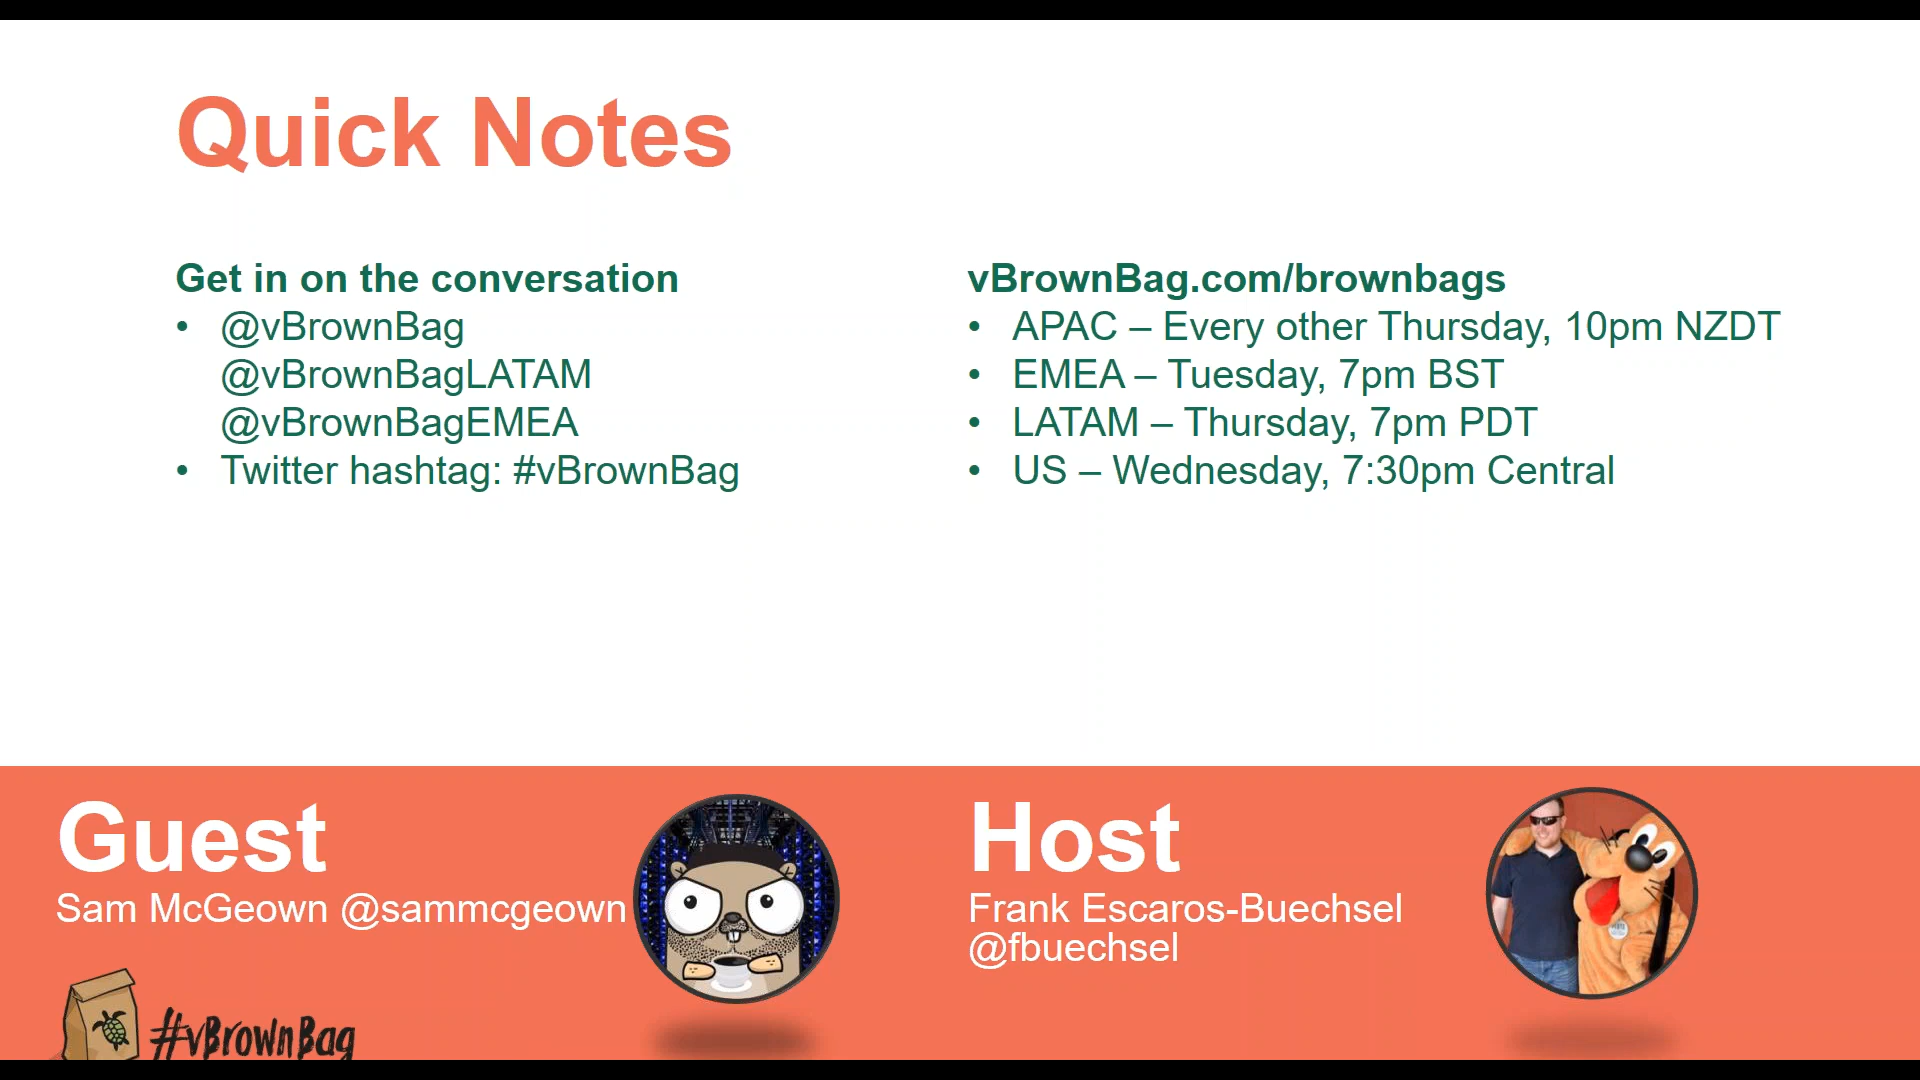 Quick Notes
Get in on the conversation
• @vBrownBag
@vBrownBagLATAM
@vBrownBagEMEA
• Twitter hashtag: #vBrownBag
vBrownBag.com/brownbags
• APAC – Every other Thursday, 10pm NZDT
• EMEA – Tuesday, 7pm BST
• LATAM – Thursday, 7pm PDT
• US – Wednesday, 7:30pm Central
Guest
Sam McGeown @sammcgeown
Host
Frank Escaros-Buechsel
@fbuechsel
#vBrownBag